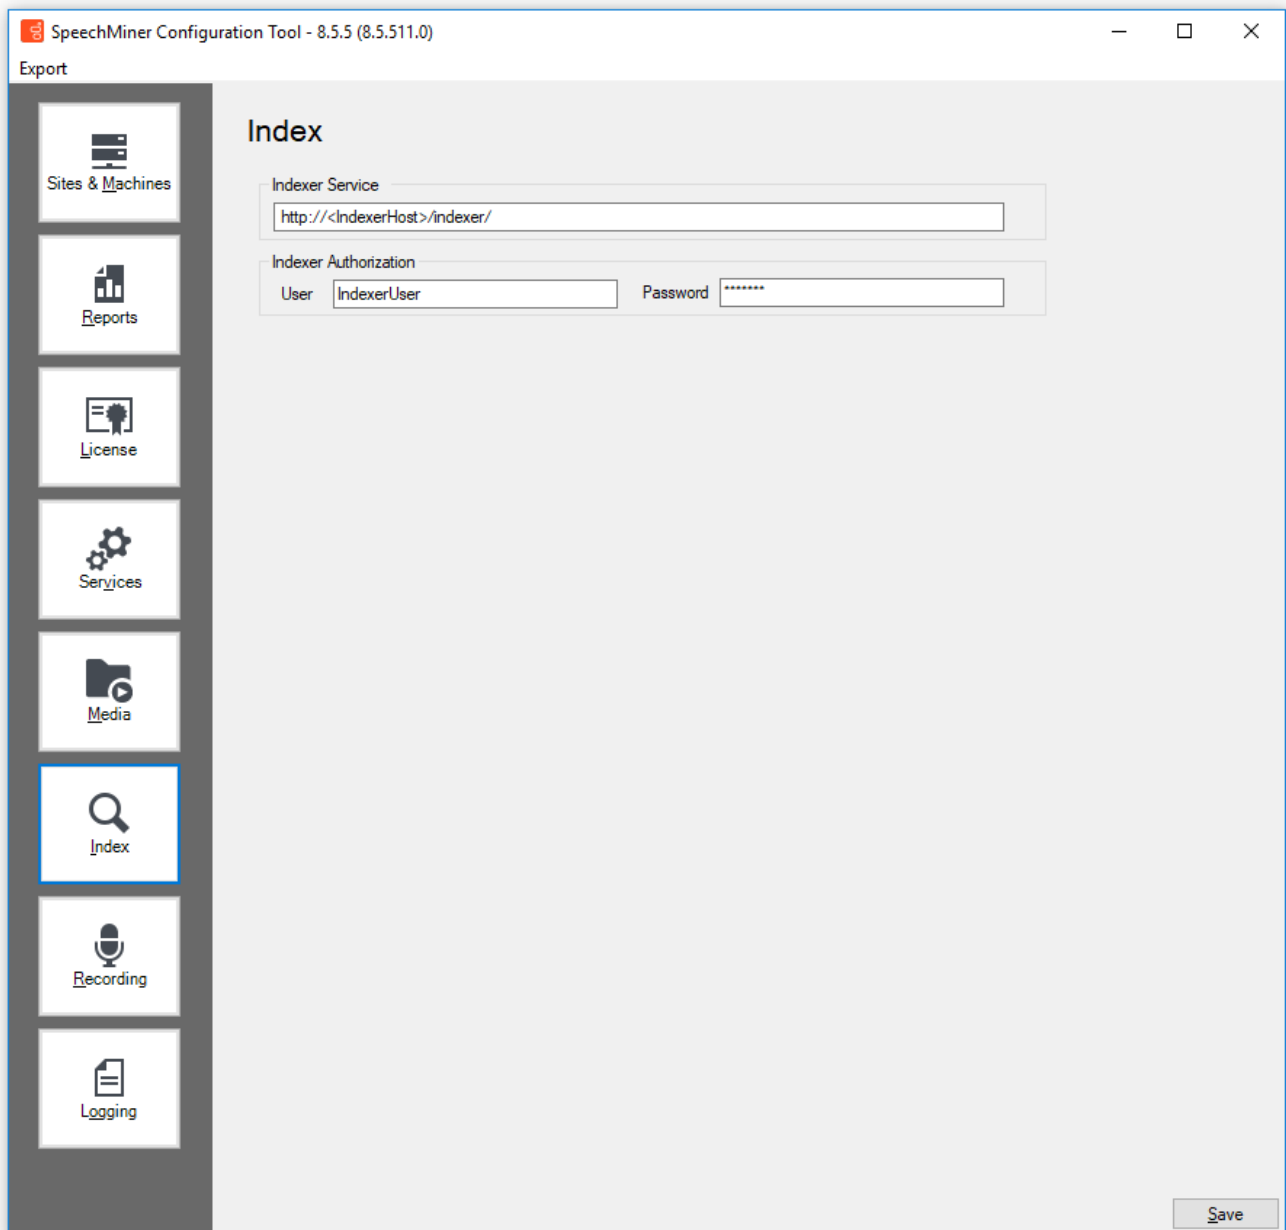 SpeechMiner Configuration Tool - 8.5.5 (8.5.511.0)
Export
Sites & Machines
Reports
License
Services
Media
Index
Recording
Logging
Index
Indexer Service
http://<IndexerHost>/indexer/
Indexer Authorization
User IndexerUser Password *******
Save